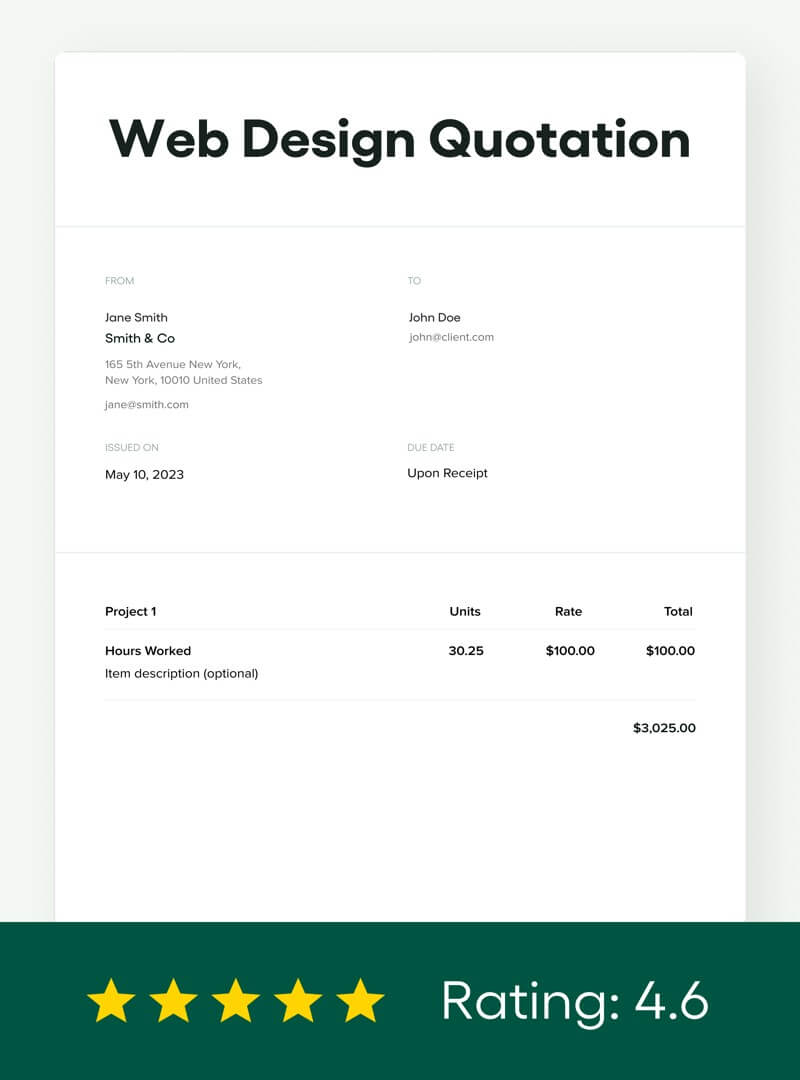 Web Design Quotation
FROM
TO
Jane Smith
John Doe
Smith & Co
john@client.com
165 5th Avenue New York,
New York, 10010 United States
jane@smith.com
ISSUED ON
DUE DATE
May 10, 2023
Upon Receipt
Project 1 Units Rate Total
Hours Worked 30.25 $100.00 $100.00
Item description (optional)
$3,025.00
Rating: 4.6